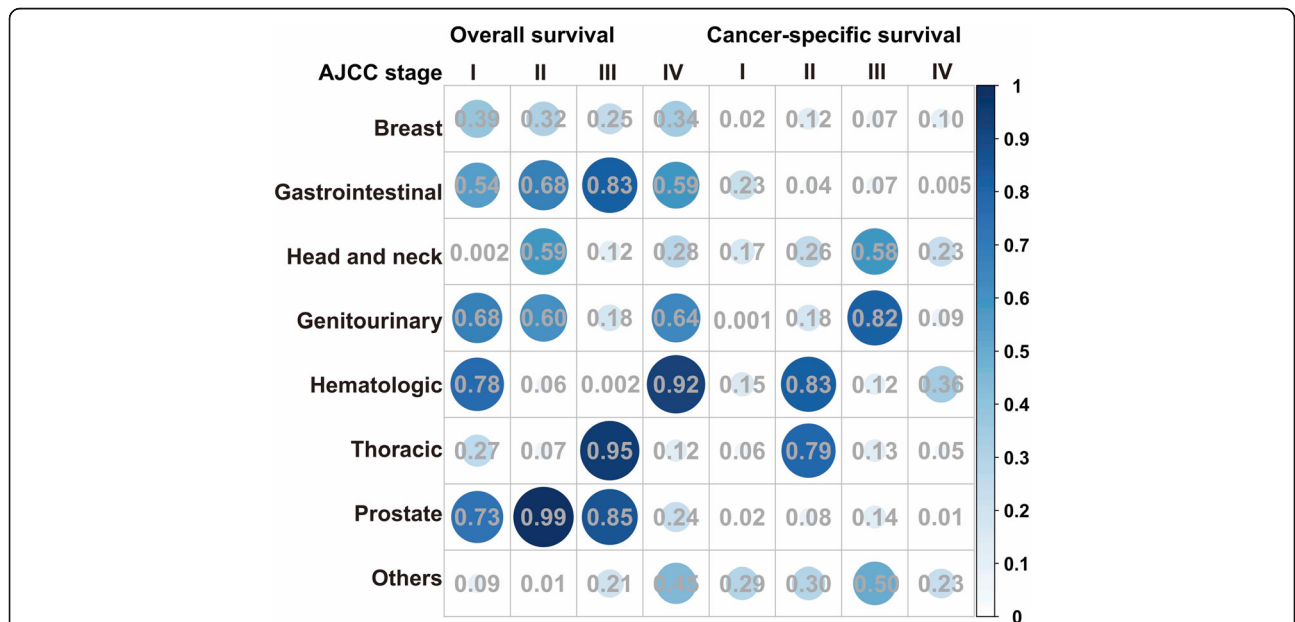 Overall survival Cancer-specific survival
AJCC stage I II III IV I II III IV
Breast 0.39 0.32 0.25 0.34 0.02 0.12 0.07 0.10
Gastrointestinal 0.54 0.68 0.83 0.59 0.23 0.04 0.07 0.005
Head and neck 0.002 0.59 0.12 0.28 0.17 0.26 0.58 0.23
Genitourinary 0.68 0.60 0.18 0.64 0.001 0.18 0.82 0.09
Hematologic 0.78 0.06 0.002 0.92 0.15 0.83 0.12 0.36
Thoracic 0.27 0.07 0.95 0.12 0.06 0.79 0.13 0.05
Prostate 0.73 0.99 0.85 0.24 0.02 0.08 0.14 0.01
Others 0.09 0.01 0.21 0.45 0.29 0.30 0.50 0.23
1
0.9
0.8
0.7
0.6
0.5
0.4
0.3
0.2
0.1
0